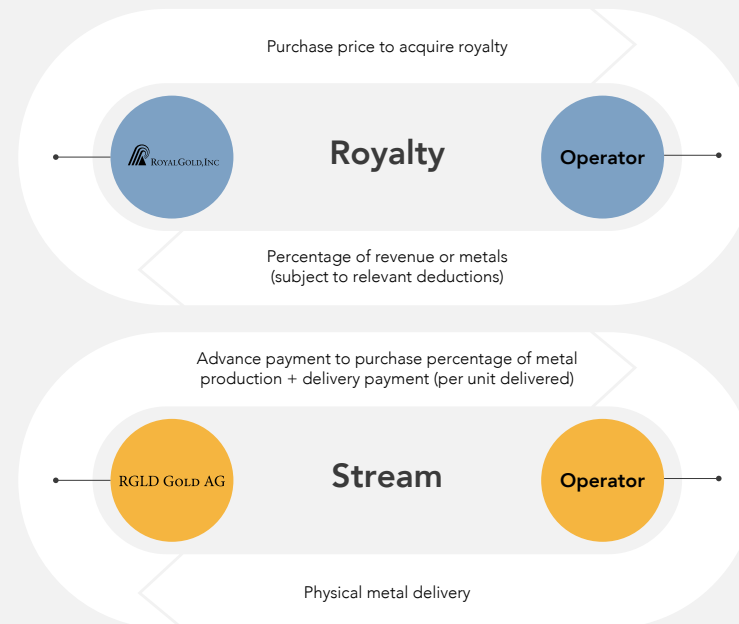 Purchase price to acquire royalty
ROYALGOLD,INC
Royalty
Operator
Percentage of revenue or metals
(subject to relevant deductions)
Advance payment to purchase percentage of metal
production + delivery payment (per unit delivered)
RGLD GOLD AG
Stream
Operator
Physical metal delivery